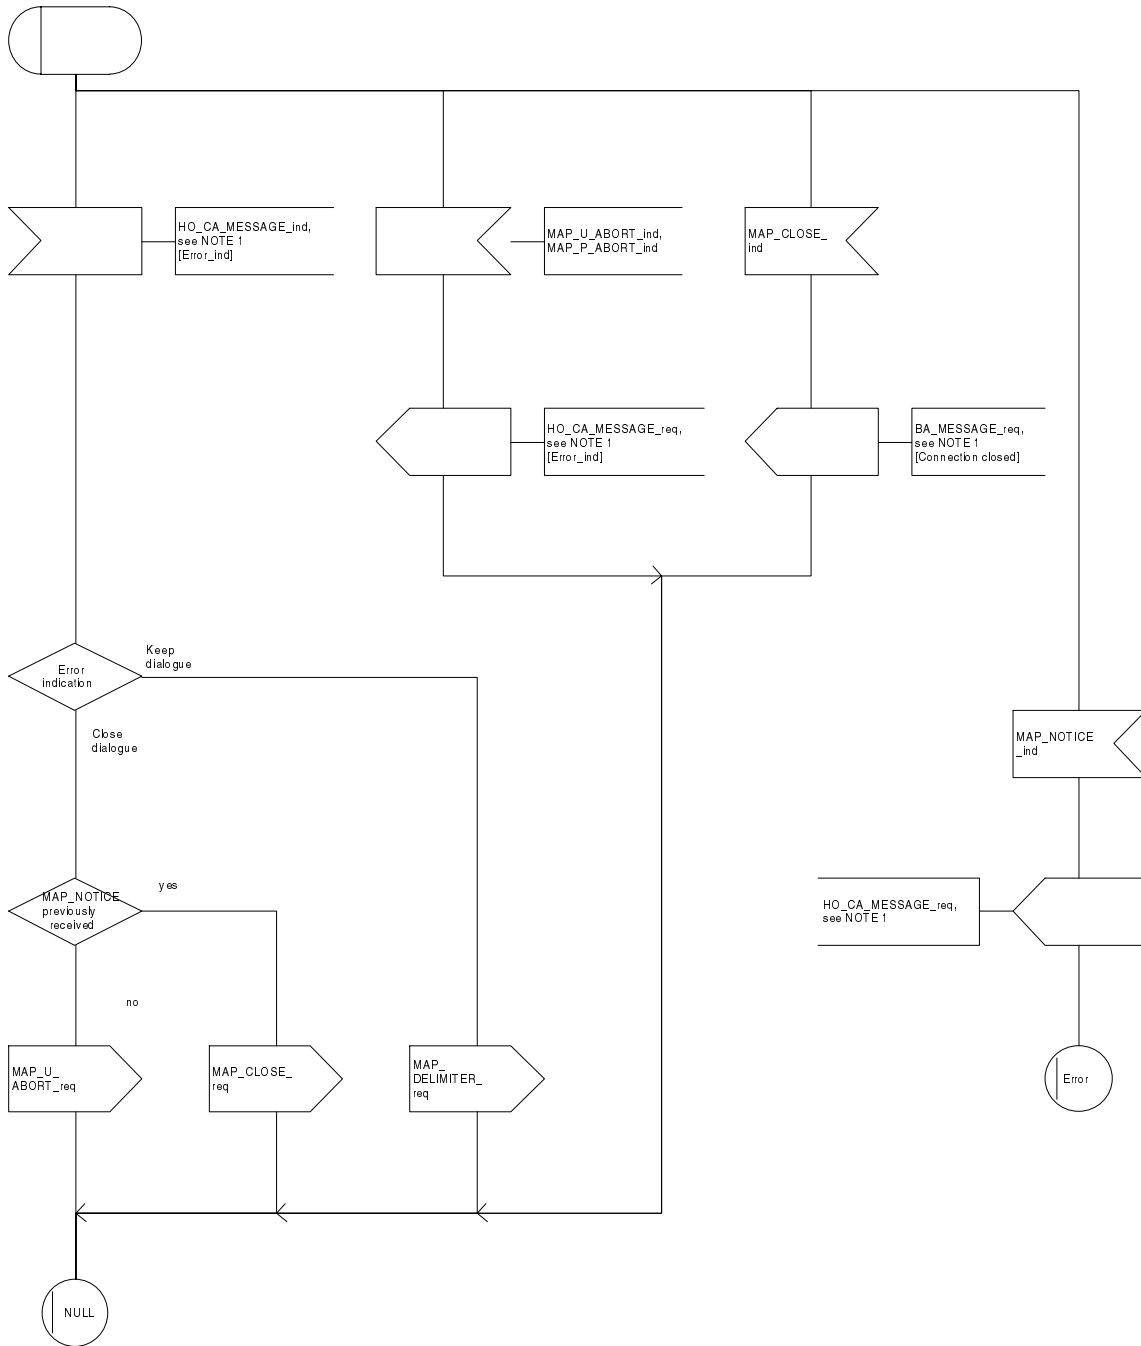 HO_CA_MESSAGE_ind,
see NOTE 1
[Error_ind]
MAP_U_ABORT_ind,
MAP_P_ABORT_ind
MAP_CLOSE_
ind
HO_CA_MESSAGE_req,
see NOTE 1
[Error_ind]
BA_MESSAGE_req,
see NOTE 1
[Connection closed]
Error
indication
Keep
dialogue
Close
dialogue
MAP_NOTICE
_ind
MAP_NOTICE
previously
received
yes
HO_CA_MESSAGE_req,
see NOTE 1
no
MAP_U_
ABORT_req
MAP_CLOSE_
req
MAP_
DELIMITER_
req
Error
NULL